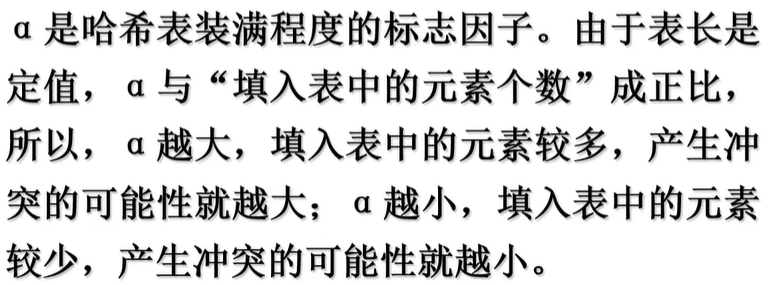 α是哈希表装满程度的标志因子。由于表长是
定值，α与“填入表中的元素个数”成正比，
所以，α越大，填入表中的元素较多，产生冲
突的可能性就越大；α越小，填入表中的元素
较少，产生冲突的可能性就越小。